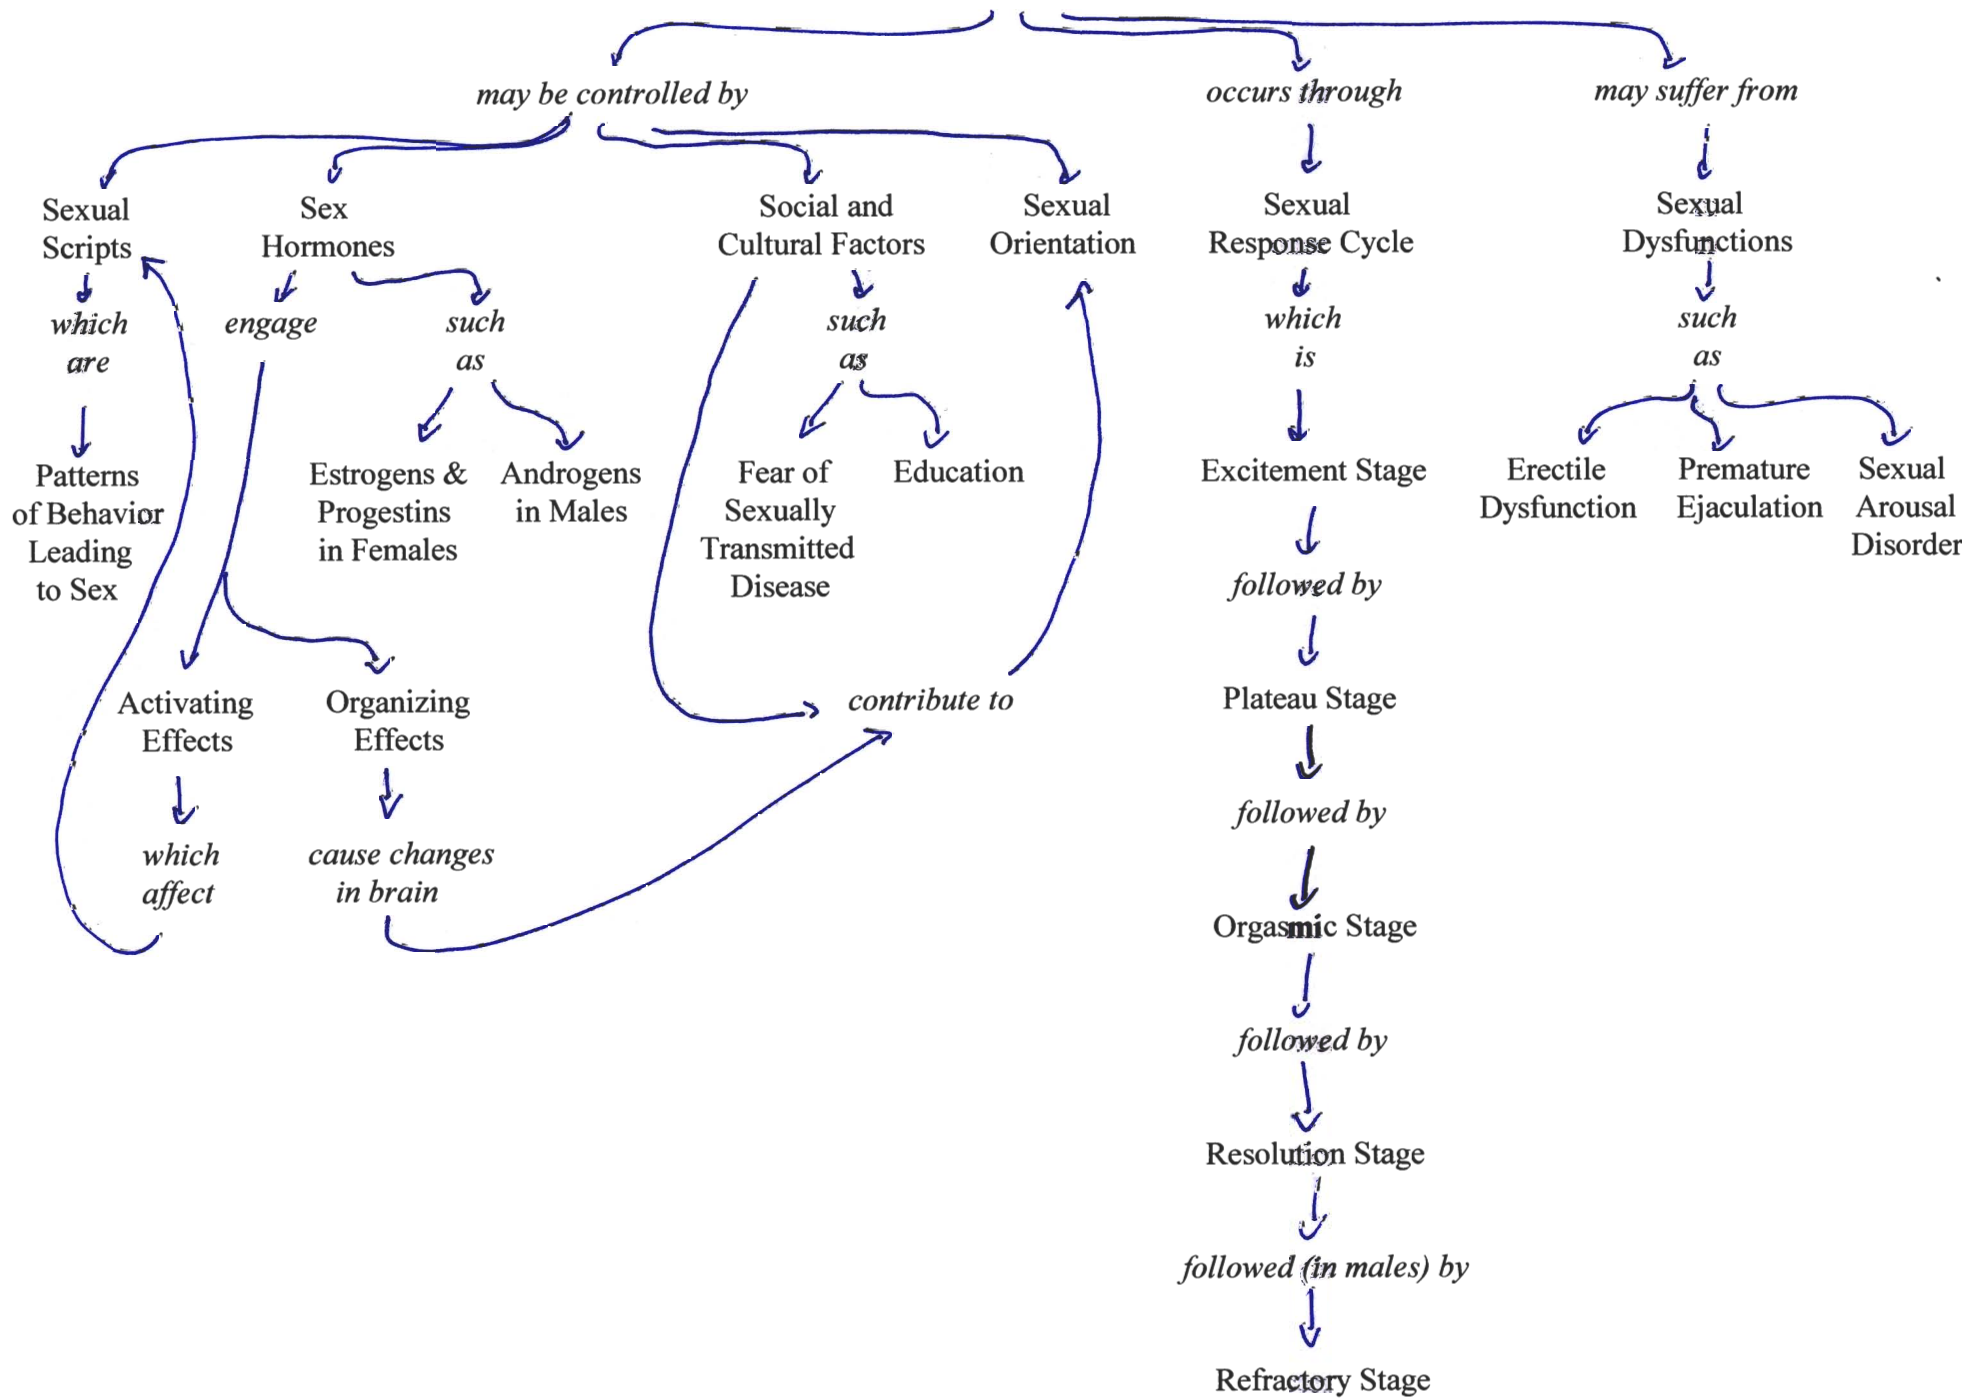 may be controlled by
occurs through
may suffer from
Sexual
Scripts
Sex
Hormones
Social and
Cultural Factors
Sexual
Orientation
Sexual
Response Cycle
Sexual
Dysfunctions
which
are
engage
such
as
such
as
which
is
such
as
Patterns
of Behavior
Leading
to Sex
Estrogens &
Progestins
in Females
Androgens
in Males
Fear of
Sexually
Transmitted
Disease
Education
Excitement Stage
Erectile
Dysfunction
Premature
Ejaculation
Sexual
Arousal
Disorder
followed by
Activating
Effects
Organizing
Effects
contribute to
Plateau Stage
which
affect
cause changes
in brain
followed by
Orgasmic Stage
followed by
Resolution Stage
followed (in males) by
Refractory Stage